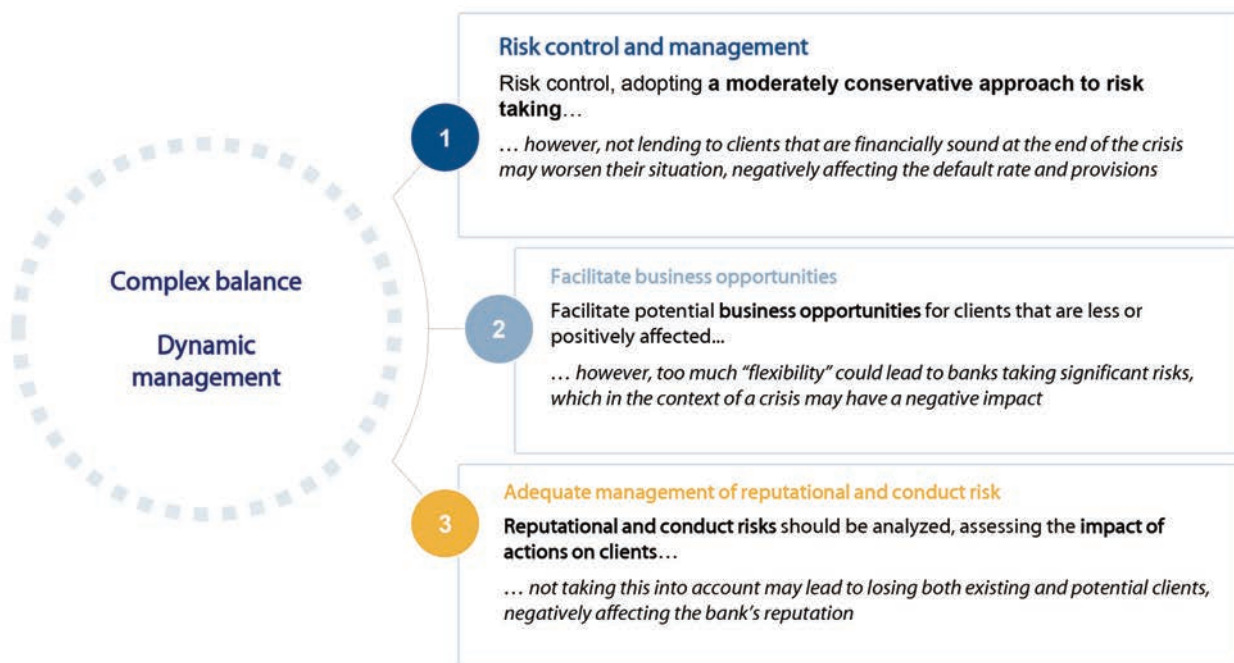 Complex balance
Dynamic
management
1
Risk control and management
Risk control, adopting a moderately conservative approach to risk
taking…
… however, not lending to clients that are financially sound at the end of the crisis
may worsen their situation, negatively affecting the default rate and provisions
2
Facilitate business opportunities
Facilitate potential business opportunities for clients that are less or
positively affected...
… however, too much “flexibility” could lead to banks taking significant risks,
which in the context of a crisis may have a negative impact
3
Adequate management of reputational and conduct risk
Reputational and conduct risks should be analyzed, assessing the impact of
actions on clients…
… not taking this into account may lead to losing both existing and potential clients,
negatively affecting the bank’s reputation